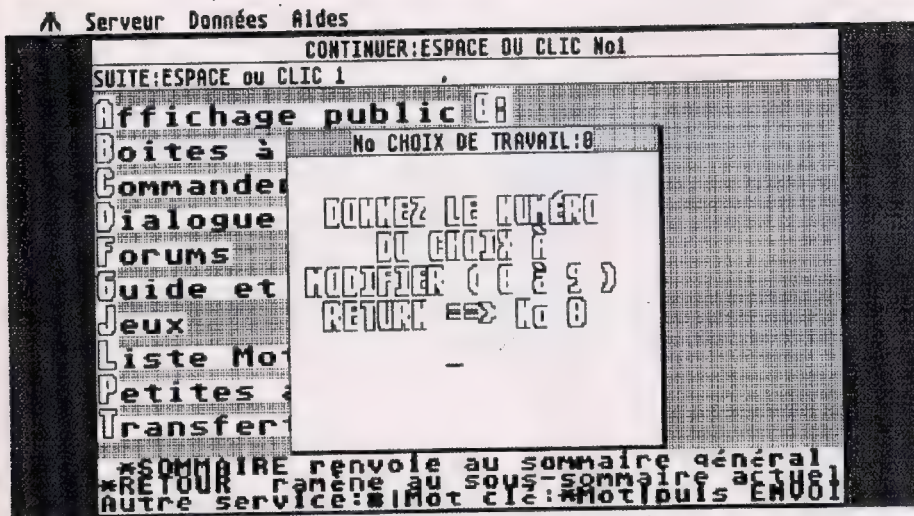 Serveur Données Aides
CONTINUER:ESPACE OU CLIC No1
SUITE:ESPACE ou CLIC 1
Affichage public
Boites à
Commander
Dialogue
Forums
Guide et
Jeux
Liste Mot
Petites a
Transfert
No CHOIX DE TRAVAIL:0
DONNEZ LE NUMÉRO
DU CHOIX À
MODIFIER ( 0 à 9 )
RETURN ==> No 0
*SOMMAIRE renvoie au sommaire général
*RETOUR ramène au sous-sommaire actuel
Autre service:*|Mot clé:*Mot|puis ENVOI